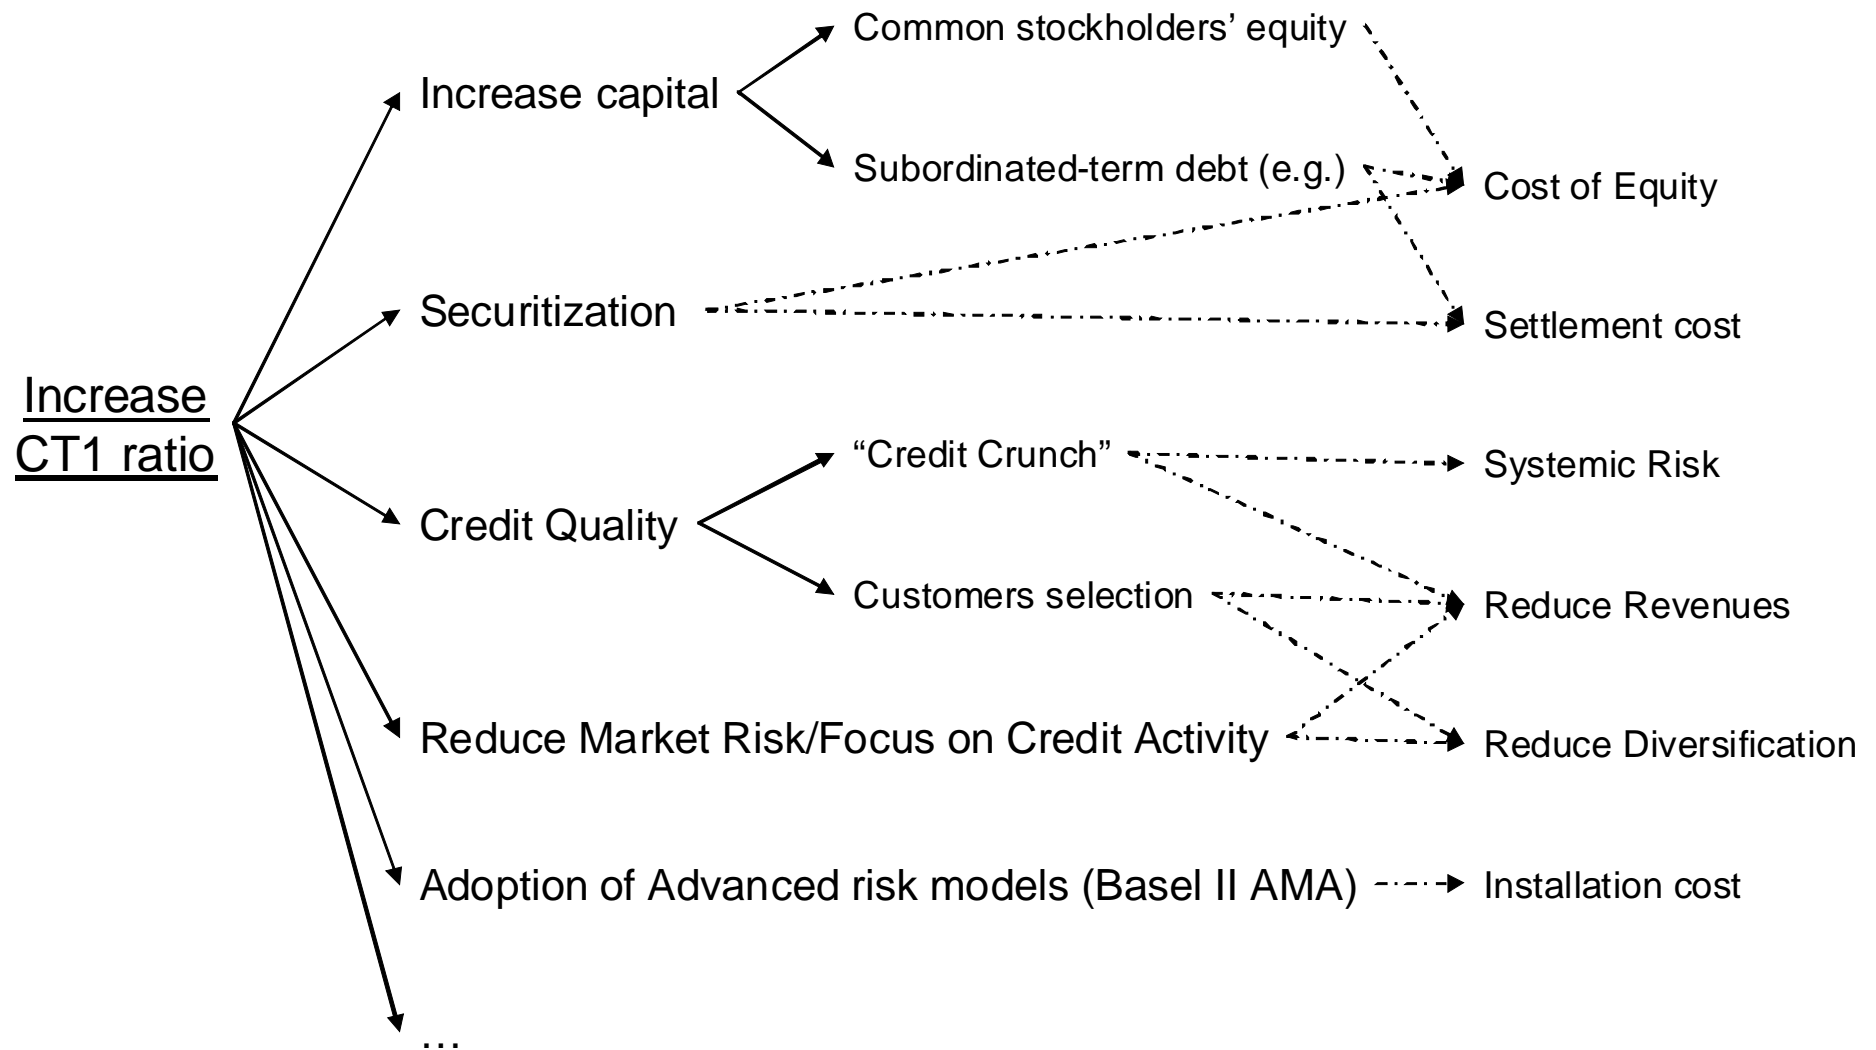 Common stockholders’ equity
Increase capital
Subordinated-term debt (e.g.)
Cost of Equity
Securitization
Settlement cost
Increase
CT1 ratio
“Credit Crunch”
Systemic Risk
Credit Quality
Customers selection
Reduce Revenues
Reduce Market Risk/Focus on Credit Activity
Reduce Diversification
Adoption of Advanced risk models (Basel II AMA)
Installation cost
...